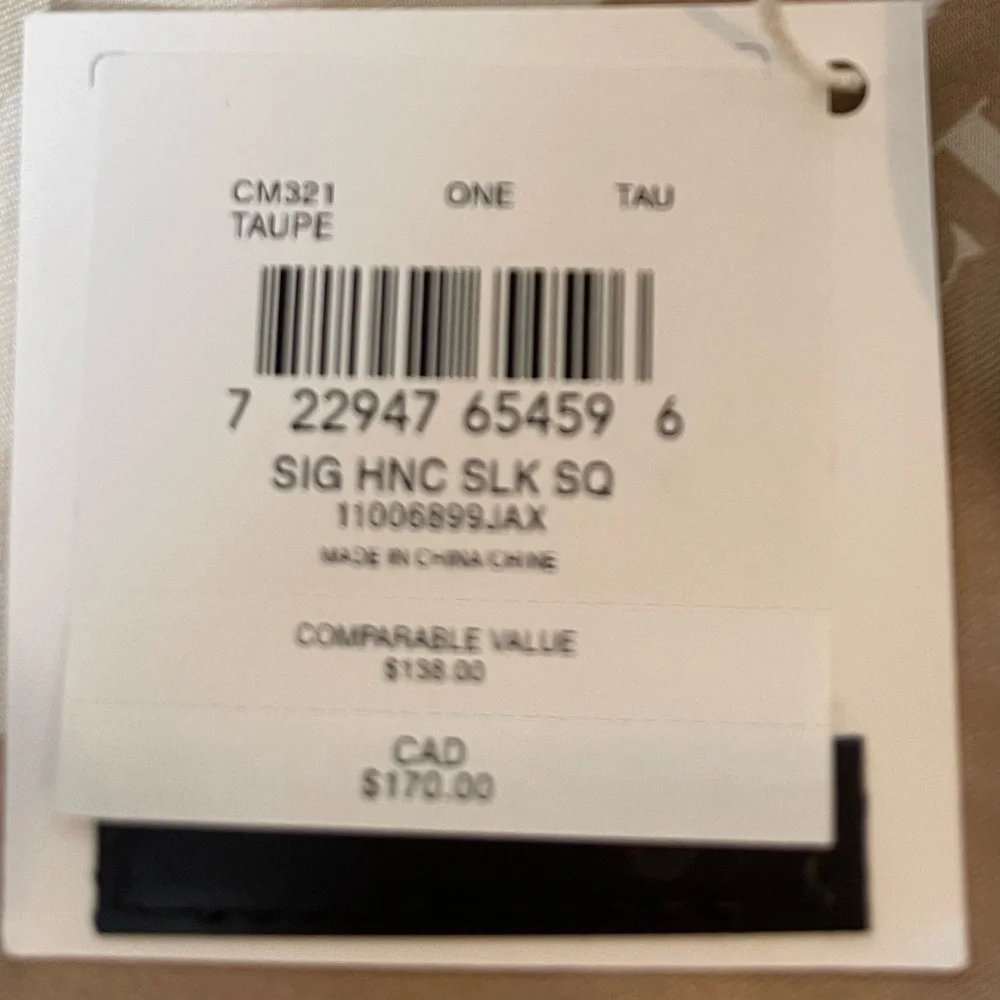 CM321 ONE TAU
TAUPE
7 22947 65459 6
SIG HNC SLK SQ
11006899JAX
MADE IN CHINA CHINE
COMPARABLE VALUE
$138.00
CAD
$170.00